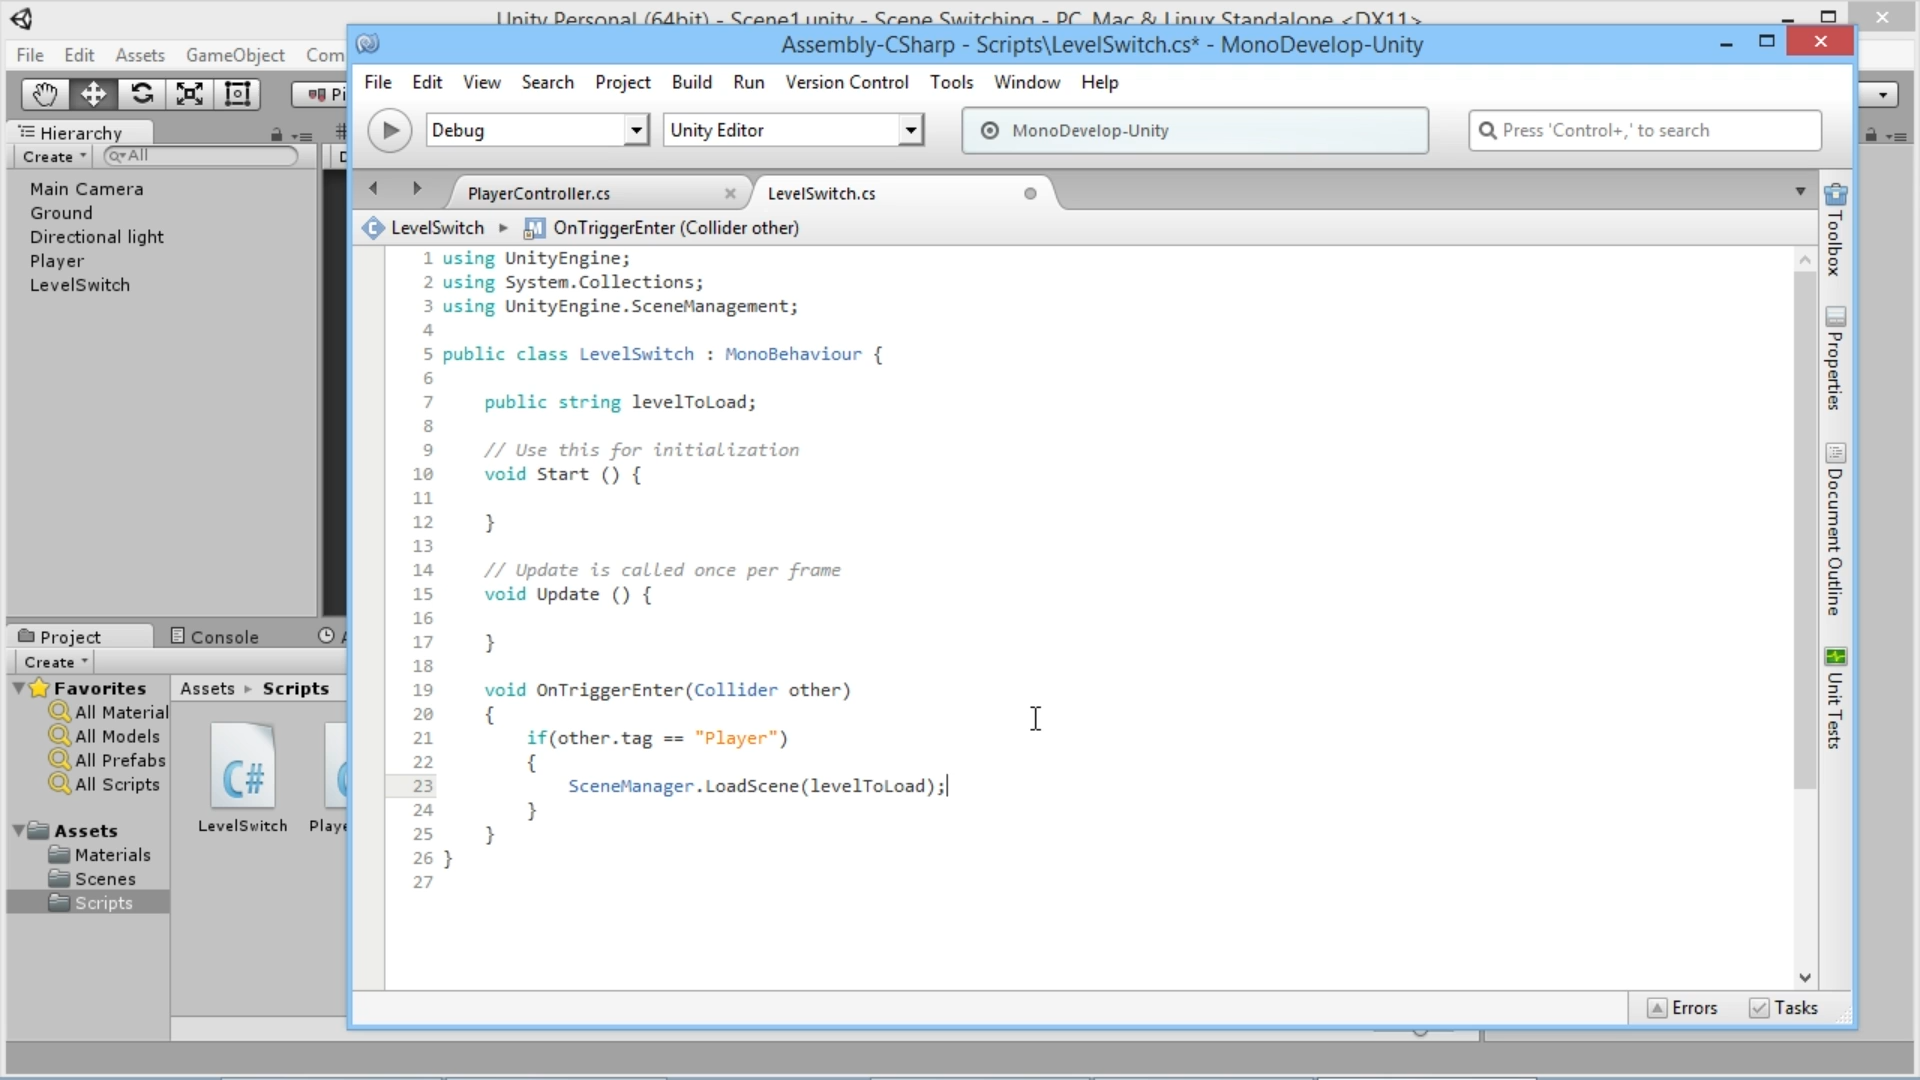 Unity Personal (64bit) - Scene1.unity - Scene Switching - PC, Mac & Linux Standalone <DX11>
File Edit Assets GameObject Com
Pi
Hierarchy
Create All
Main Camera
Ground
Directional light
Player
LevelSwitch
Project Console
Create
Favorites
All Material
All Models
All Prefabs
All Scripts
Assets
Materials
Scenes
Scripts
Assets Scripts
LevelSwitch Playe
Assembly-CSharp - Scripts\LevelSwitch.cs* - MonoDevelop-Unity
File Edit View Search Project Build Run Version Control Tools Window Help
Debug Unity Editor MonoDevelop-Unity Press 'Control+,' to search
PlayerController.cs LevelSwitch.cs
LevelSwitch OnTriggerEnter (Collider other)
1 using UnityEngine;
2 using System.Collections;
3 using UnityEngine.SceneManagement;
4
5 public class LevelSwitch : MonoBehaviour {
6
7 public string levelToLoad;
8
9 // Use this for initialization
10 void Start () {
11
12 }
13
14 // Update is called once per frame
15 void Update () {
16
17 }
18
19 void OnTriggerEnter(Collider other)
20 {
21 if(other.tag == "Player")
22 {
23 SceneManager.LoadScene(levelToLoad);
24 }
25 }
26 }
27
Toolbox
Properties
Document Outline
Unit Tests
Errors Tasks